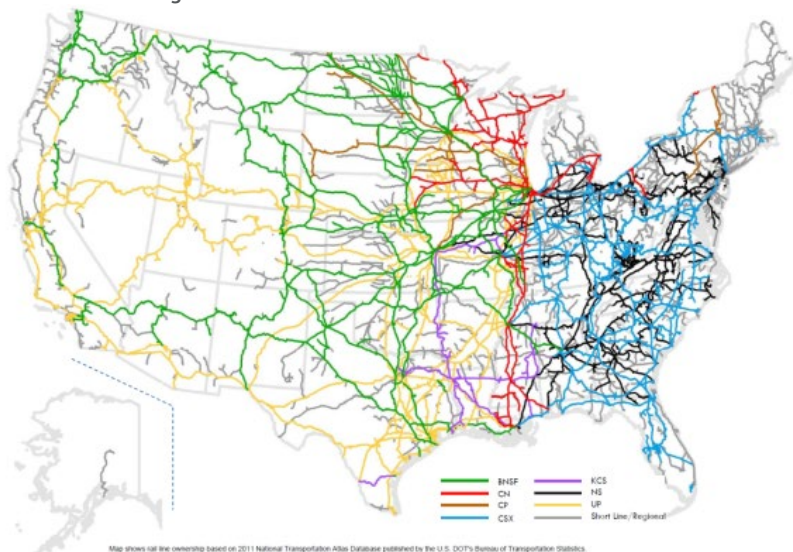 BNSF
CN
CP
CSX
KCS
NS
UP
Short Line/Regional
Map shows rail line ownership based on 2011 National Transportation Atlas Database published by the U.S. DOT's Bureau of Transportation Statistics.